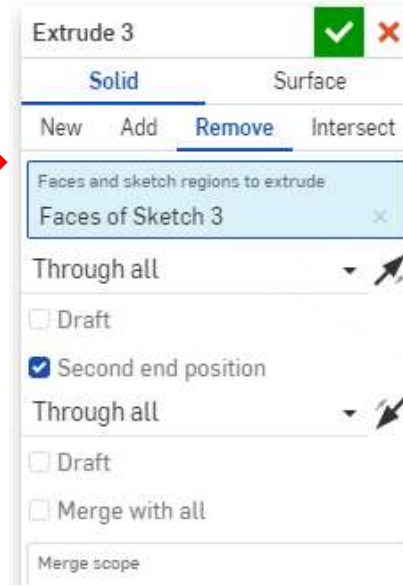 Extrude 3
Solid Surface
New Add Remove Intersect
Faces and sketch regions to extrude
Faces of Sketch 3
Through all
Draft
Second end position
Through all
Draft
Merge with all
Merge scope